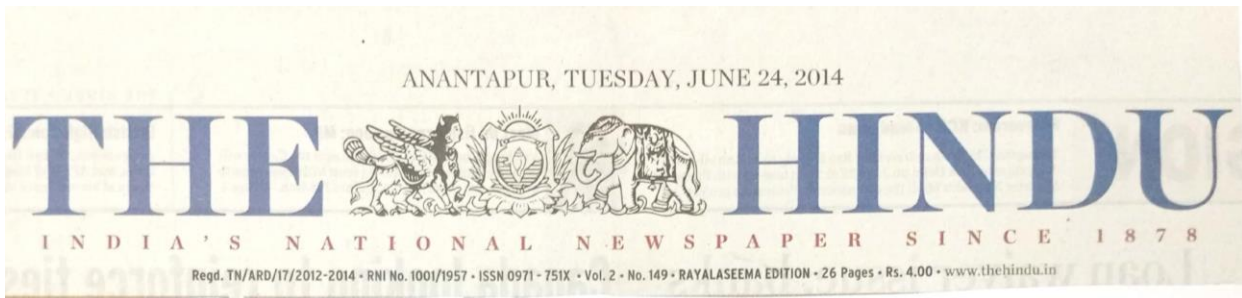 ANANTAPUR, TUESDAY, JUNE 24, 2014
THE HINDU
INDIA'S NATIONAL NEWSPAPER SINCE 1878
Regd. TN/ARD/17/2012-2014 • RNI No. 1001/1957 • ISSN 0971 - 751X • Vol. 2 • No. 149 • RAYALASEEMA EDITION • 26 Pages • Rs. 4.00 • www.thehindu.in